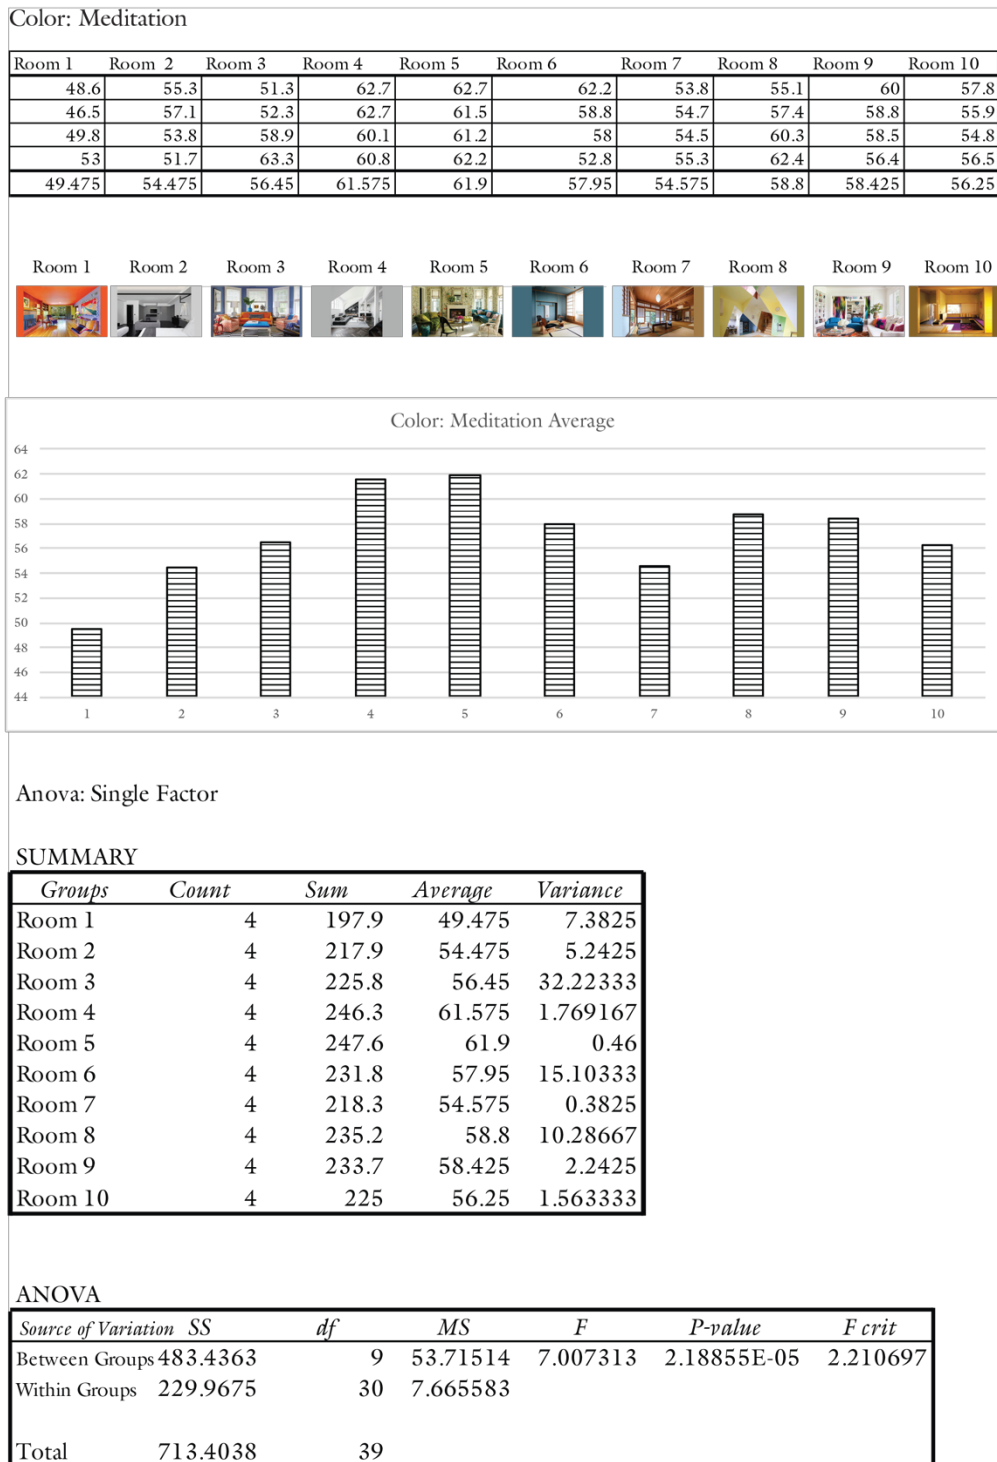 Color: Meditation
Room 1 Room 2 Room 3 Room 4 Room 5 Room 6 Room 7 Room 8 Room 9 Room 10
48.6 55.3 51.3 62.7 62.7 62.2 53.8 55.1 60 57.8
46.5 57.1 52.3 62.7 61.5 58.8 54.7 57.4 58.8 55.9
49.8 53.8 58.9 60.1 61.2 58 54.5 60.3 58.5 54.8
53 51.7 63.3 60.8 62.2 52.8 55.3 62.4 56.4 56.5
49.475 54.475 56.45 61.575 61.9 57.95 54.575 58.8 58.425 56.25
Room 1 Room 2 Room 3 Room 4 Room 5 Room 6 Room 7 Room 8 Room 9 Room 10
Color: Meditation Average
64
62
60
58
56
54
52
50
48
46
44
1 2 3 4 5 6 7 8 9 10
Anova: Single Factor
SUMMARY
Groups Count Sum Average Variance
Room 1 4 197.9 49.475 7.3825
Room 2 4 217.9 54.475 5.2425
Room 3 4 225.8 56.45 32.22333
Room 4 4 246.3 61.575 1.769167
Room 5 4 247.6 61.9 0.46
Room 6 4 231.8 57.95 15.10333
Room 7 4 218.3 54.575 0.3825
Room 8 4 235.2 58.8 10.28667
Room 9 4 233.7 58.425 2.2425
Room 10 4 225 56.25 1.563333
ANOVA
Source of Variation SS df MS F P-value F crit
Between Groups 483.4363 9 53.71514 7.007313 2.18855E-05 2.210697
Within Groups 229.9675 30 7.665583
Total 713.4038 39